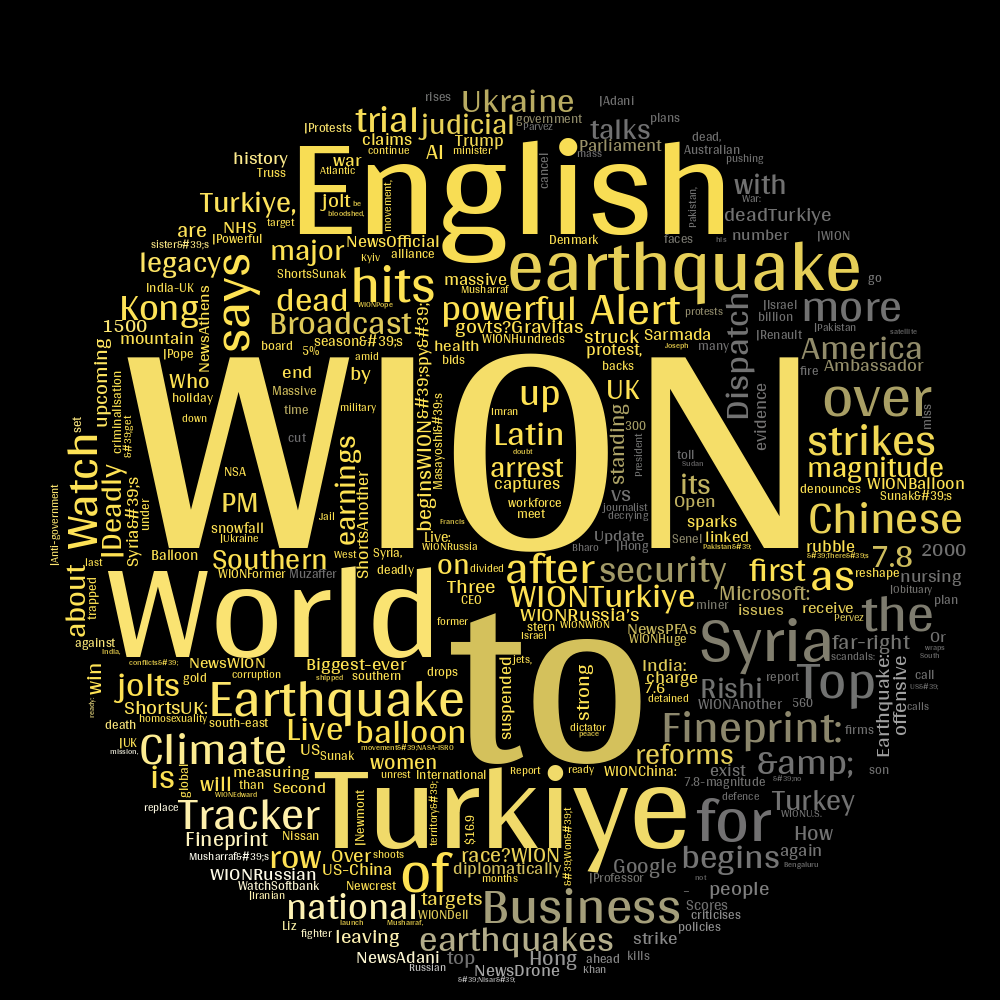 rises
Ukraine
|Adani
|Protests
trial
judicial
government
Parvez
talks
plans
claims
continue
AI
Trump
minister
Parliament
mass
dead,
Australian
pushing
history
Truss
war
Atlantic
English
cancel
with
War:
Turkiye,
jolt
be
bloodshed,
movement,
Pakistan,
deadTurkiye
are
NHS
target
sister&#39;s
|Powerful
major
NewsOfficial
alliance
Denmark
faces
his
number
|WION
legacy
says
kyiv
ShortsSunak
hits
massive
Musharraf
earthquake
go
India-UK
NewsAthens
Kong
dead
WIONPope
powerful
Alert
protests
Dispatch
|Israel
billion
more
1500
mountain
Broadcast
season&#39;s
govts?Gravitas
WIONHundreds
struck
Sarmada
|Renault
|Pakistan
satellite
|Pope
board
5%
amid
health
bids
protest,
backs
Joseph
many
America
Ambassador
fire
upcoming
Who
holiday
end
by
Massive
WION
up
UK
over
miss
criminalisation
&#39;get
down
time
military
Imran
Latin
doubt
standing
300
President
evidence
set
Watch
cut
beginsWION&#39;spy&#39;
Masayoshi&#39;s
arrest
captures
toll
Sudan
strikes
magnitude
|Deadly
Syria&#39;s
NSA
earnings
workforce
meet
vs
journalist
decrying
its
Open
denounces
WIONBalloon
Sunak&#39;s
|Anti-government
under
PM
snowfall
|Ukraine
Jail
Live:
WIONRussia
Francis
Update
|Hong
Senel
sparks
linked
Pakistan&#39;
Chinese
rubble
&#39;There&#39;s
about
last
trapped
Balloon
Southern
WIONFormer
Muzaffer
West
ShortsAnother
Syria,
deadly
on
divided
Bharo
after
security
first
as
7.8
2000
reshape
nursing
|Obituary
against
India,
World
Three
CEO
former
WIONTurkiye
WIONRussia's
WIONWION
stern
Israel
miner
Microsoft:
issues
receive
Pervez
plan
the
NewsPFAs
WIONHuge
Syria
far-right
scandals:
Or
wraps
South
conflicts&#39;
NewsWION
gold
corruption
Biggest-ever
shipped
southern
drops
to
jets,
India:
charge
7.6
detained
Rishi
report
Top
Earthquake:
offensive
call
US&#39;
win
ready:
jolts
ShortsUK:
Earthquake
suspended
strong
dictator
peace
WIONAnother
560
calls
death
homosexuality
south-east
Live
balloon
Fineprint:
firms
|UK
mission,
Climate
US
Sunak
movement&#39;NASA-ISRO
women
reforms
&amp;
son
is
global
measuring
will
than
WIONEdward
Second
unrest
International
Report
ready
WIONChina:
exist
7.8-magnitude
&#39;no
defence
replace
Tracker
Turkiye
|Newmont
territory&#39;s
$16.9
&#39;Won&#39;t
for
Turkey
WIONU.S.
Fineprint
Nissan
How
Musharraf&#39;s
row
Over
shoots
race?WION
begins
again
Bengaluru
WIONRussian
US-China
of
diplomatically
months
Google
WatchSoftbank
Newcrest
|Professor
not
people
|Iranian
national
targets
Business
–
Scores
criticises
Liz
launch
Musharraf,
WIONDell
policies
fighter
leaving
earthquakes
strike
NewsAdani
Russian
top
Hong
ahead
kills
NewsDrone
Khan
&#39;Nisar&#39;,